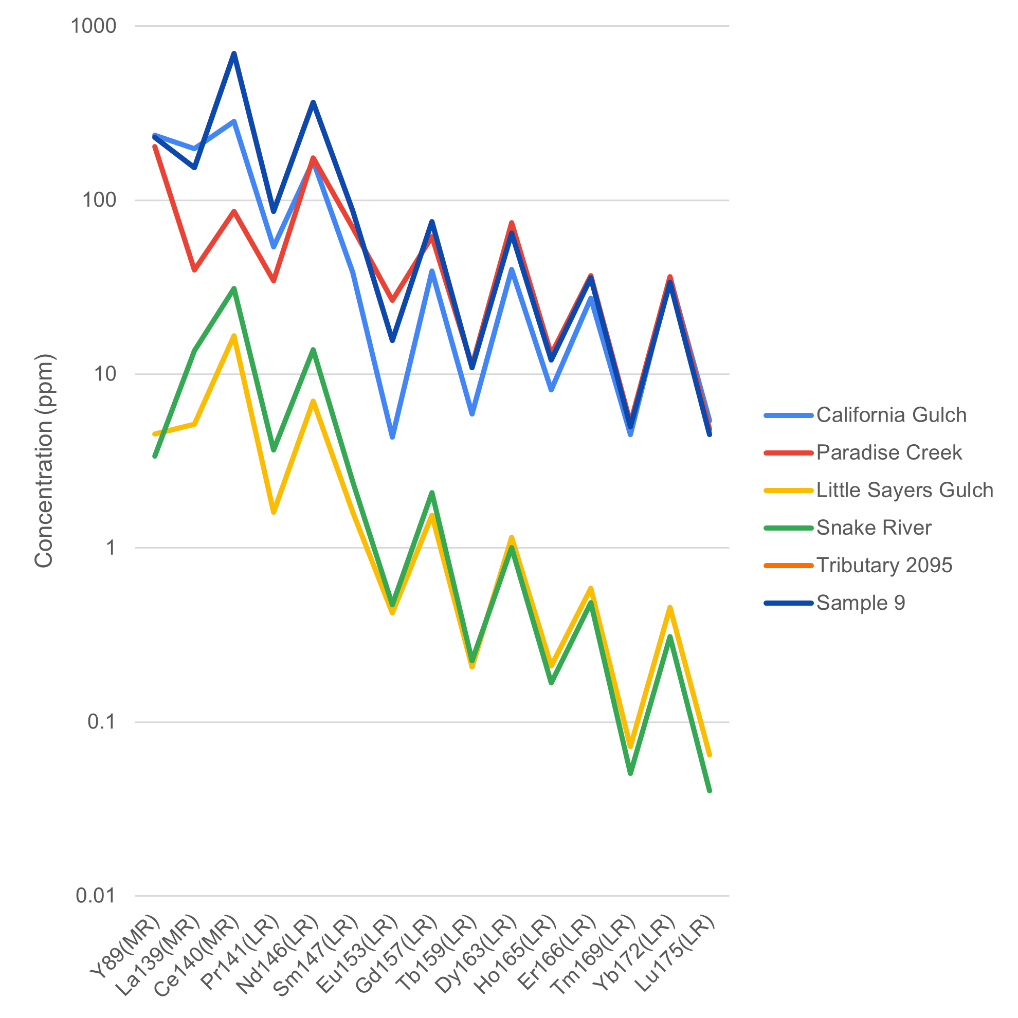 1000
100
10
1
0.1
0.01
Concentration (ppm)
Y89(MR)
La139(MR)
Ce140(MR)
Pr141(LR)
Nd146(LR)
Sm147(LR)
Eu153(LR)
Gd157(LR)
Tb159(LR)
Dy163(LR)
Ho165(LR)
Er166(LR)
Tm169(LR)
Yb172(LR)
Lu175(LR)
California Gulch
Paradise Creek
Little Sayers Gulch
Snake River
Tributary 2095
Sample 9